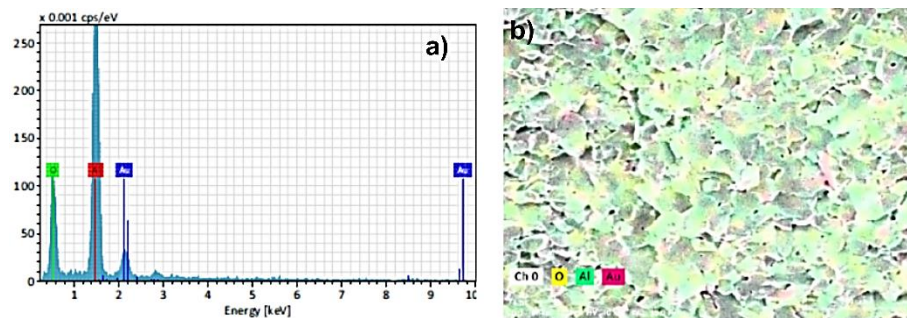 x 0.001 cps/eV
a)
250
200
150
100
50
0
O
Al
Au
Au
1 2 3 4 5 6 7 8 9 10
Energy [keV]
b)
Ch 0 O Al Au